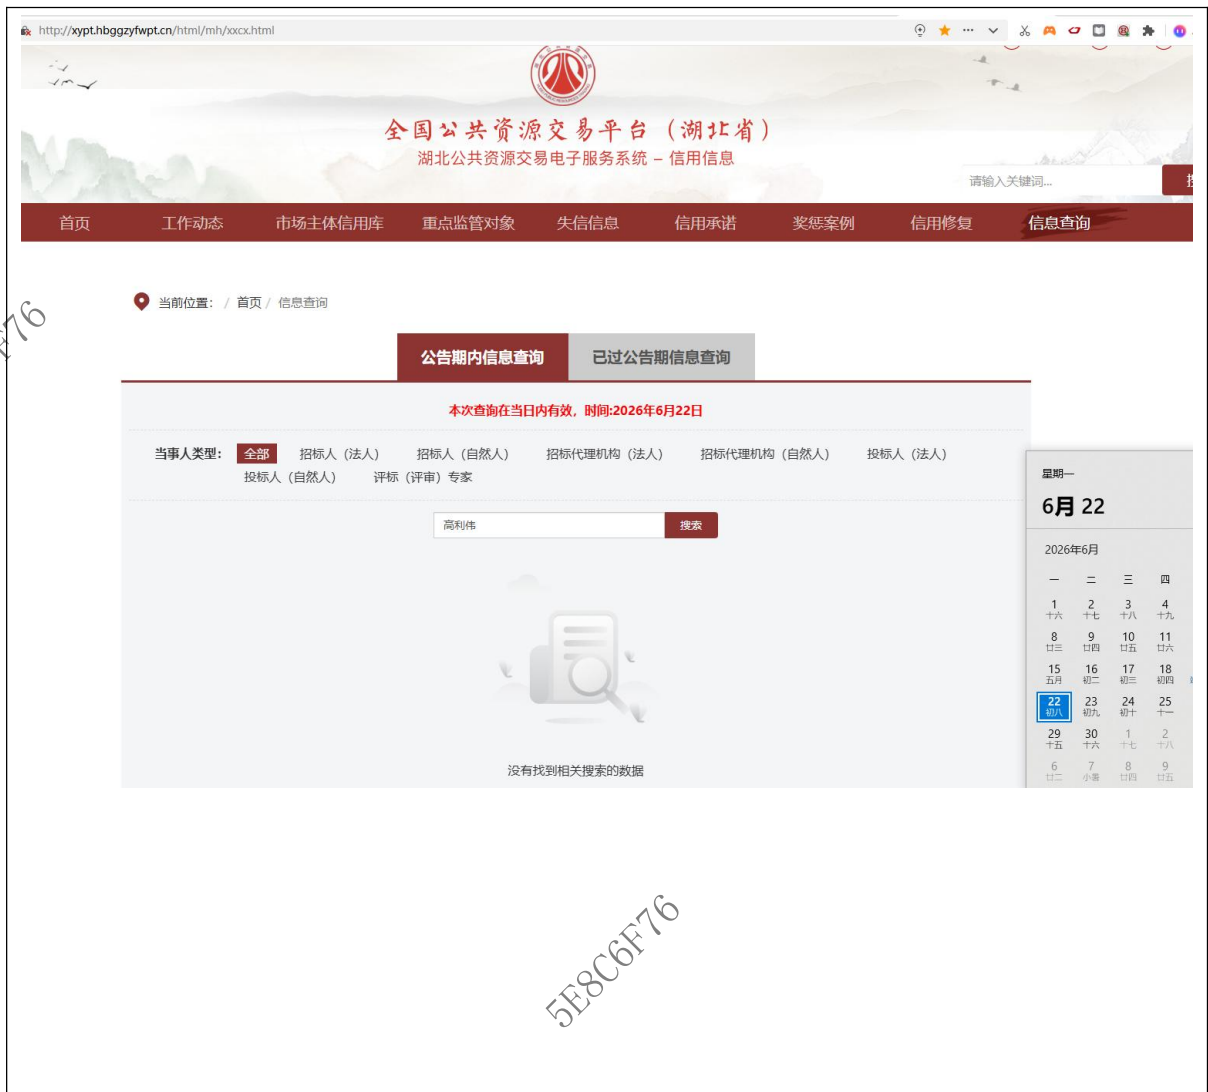 http://xypt.hbggzyfwpt.cn/html/mh/xxcx.html
全国公共资源交易平台（湖北省）
湖北公共资源交易电子服务系统 – 信用信息
请输入关键词...
首页 工作动态 市场主体信用库 重点监管对象 失信信息 信用承诺 奖惩案例 信用修复 信息查询
当前位置： / 首页 / 信息查询
公告期内信息查询 已过公告期信息查询
本次查询在当日内有效，时间:2026年6月22日
当事人类型： 全部 招标人（法人） 招标人（自然人） 招标代理机构（法人） 招标代理机构（自然人） 投标人（法人）
投标人（自然人） 评标（评审）专家
高利伟 搜索
没有找到相关搜索的数据
星期一
6月 22
2026年6月
一 二 三 四
1 2 3 4
十六 十七 十八 十九
8 9 10 11
廿三 廿四 廿五 廿六
15 16 17 18
五月 初二 初三 初四
22 23 24 25
初八 初九 初十 十一
29 30 1 2
十五 十六 十七 十八
6 7 8 9
廿二 小暑 廿四 廿五
5E8C6F76
F76